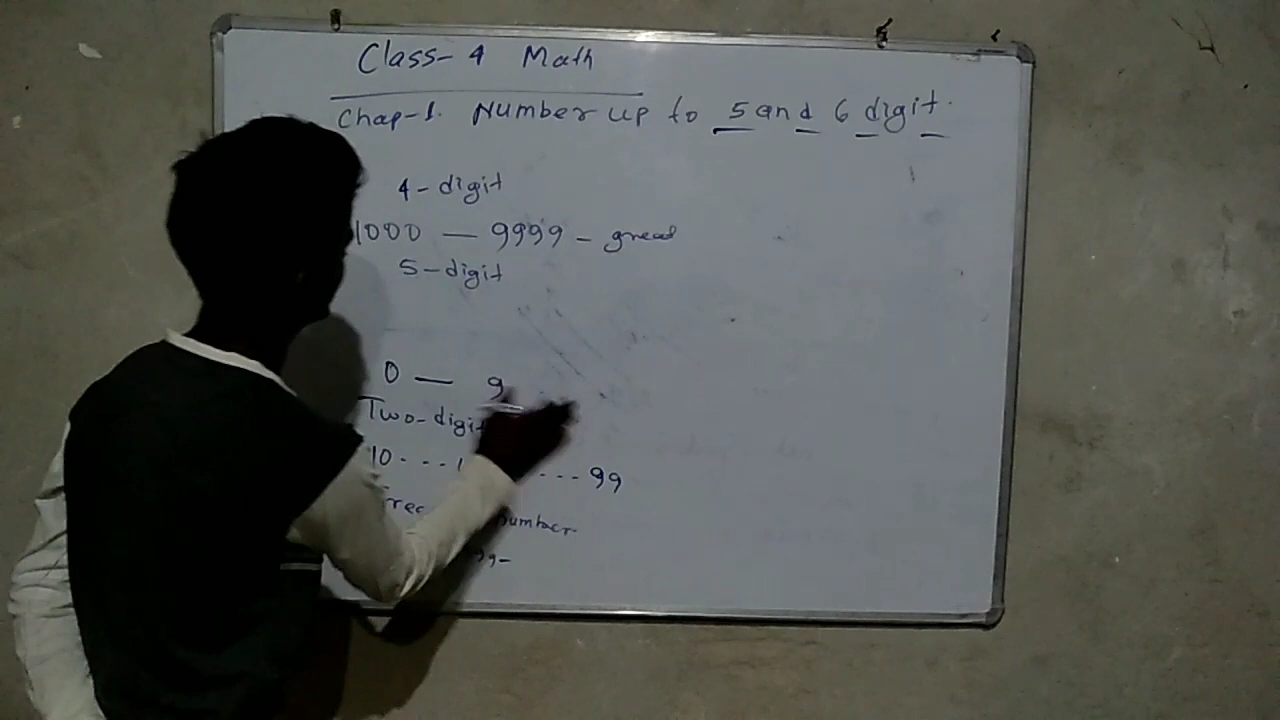 Class- 4 Math
Chap-1. Number up to 5 and 6 digit.
4 - digit
1000 — 9999 -
5 - digit
0 — 9
Two-digit
10 - - - - - - 99
number